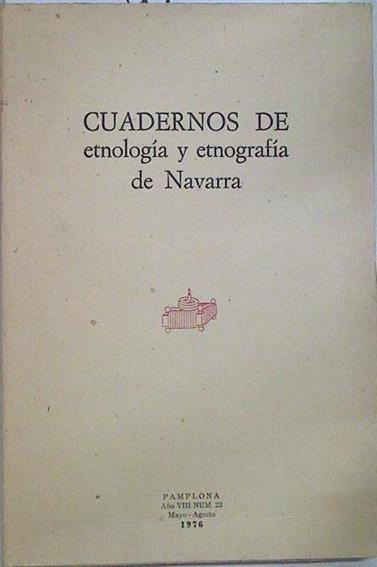 CUADERNOS DE
etnología y etnografía
de Navarra
PAMPLONA
Año VIII NUM. 23
Mayo - Agosto
1976